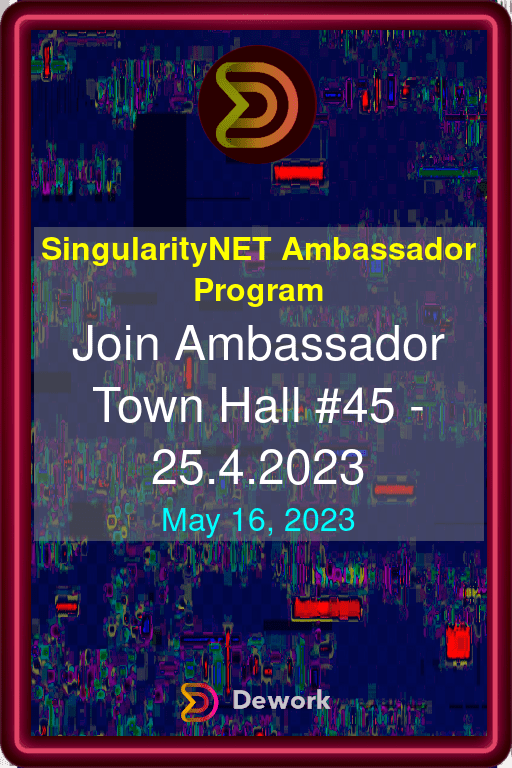 SingularityNET Ambassador
Program
Join Ambassador
Town Hall #45 -
25.4.2023
May 16, 2023
Dework